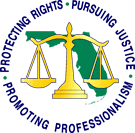 PROTECTING RIGHTS • PURSUING JUSTICE
• PROMOTING PROFESSIONALISM •